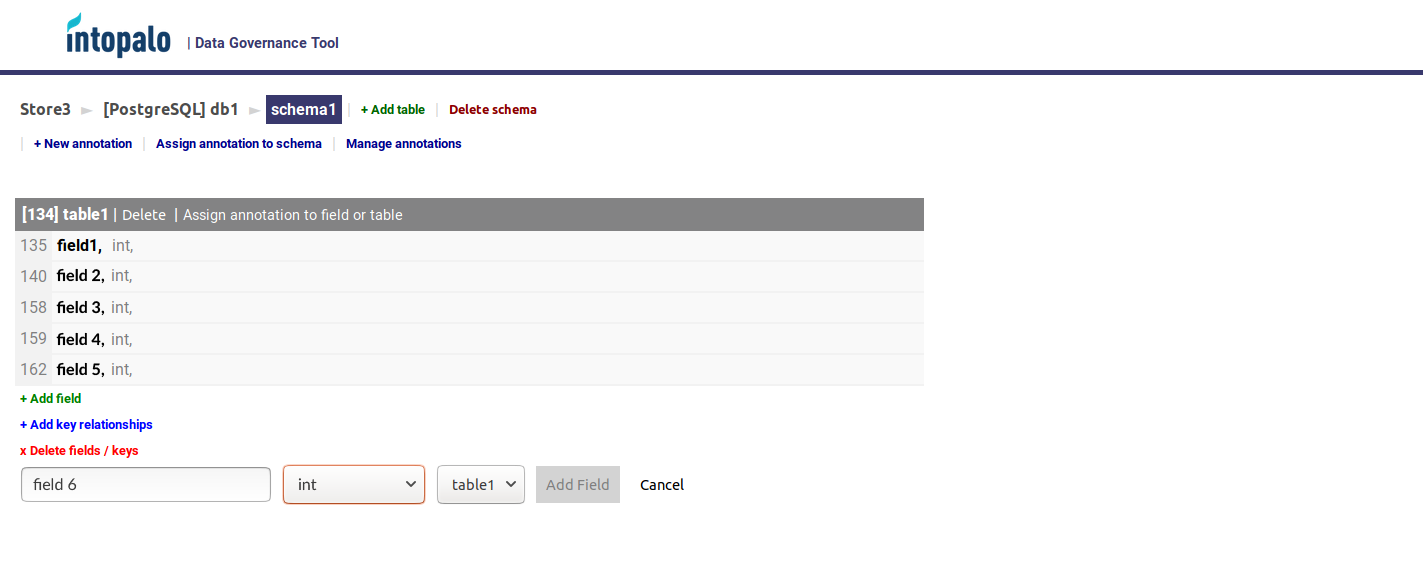 intopalo | Data Governance Tool
Store3 ► [PostgreSQL] db1 ► schema1 | + Add table | Delete schema
| + New annotation | Assign annotation to schema | Manage annotations
[134] table1 | Delete | Assign annotation to field or table
135 field1, int,
140 field 2, int,
158 field 3, int,
159 field 4, int,
162 field 5, int,
+ Add field
+ Add key relationships
x Delete fields / keys
field 6 int table1 Add Field Cancel